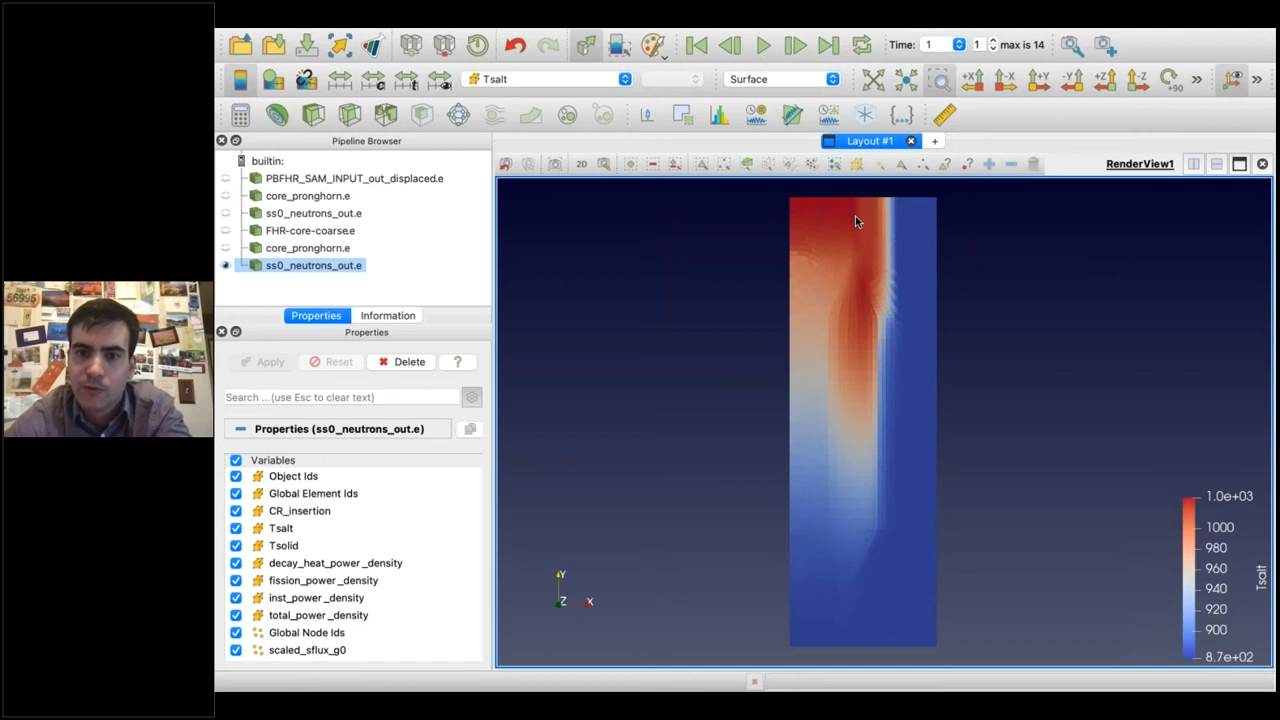 Time: 1 1 max is 14
Tsalt Surface +X -X +Y -Y +Z -Z +90 »  »
Pipeline Browser Layout #1 +
builtin: 2D RenderView1
PBFHR_SAM_INPUT_out_displaced.e
core_pronghorn.e
ss0_neutrons_out.e
FHR-core-coarse.e
core_pronghorn.e
ss0_neutrons_out.e
56995
Properties Information
Properties
Apply Reset Delete ?
Search ...(use Esc to clear text)
Properties (ss0_neutrons_out.e)
Variables
Object Ids
Global Element Ids
CR_insertion
Tsalt
Tsolid
decay_heat_power_density
fission_power_density
inst_power_density
total_power_density
Global Node Ids
scaled_sflux_g0
Y
Z X
1.0e+03
1000
980
960
940
920
900
8.7e+02
Tsalt